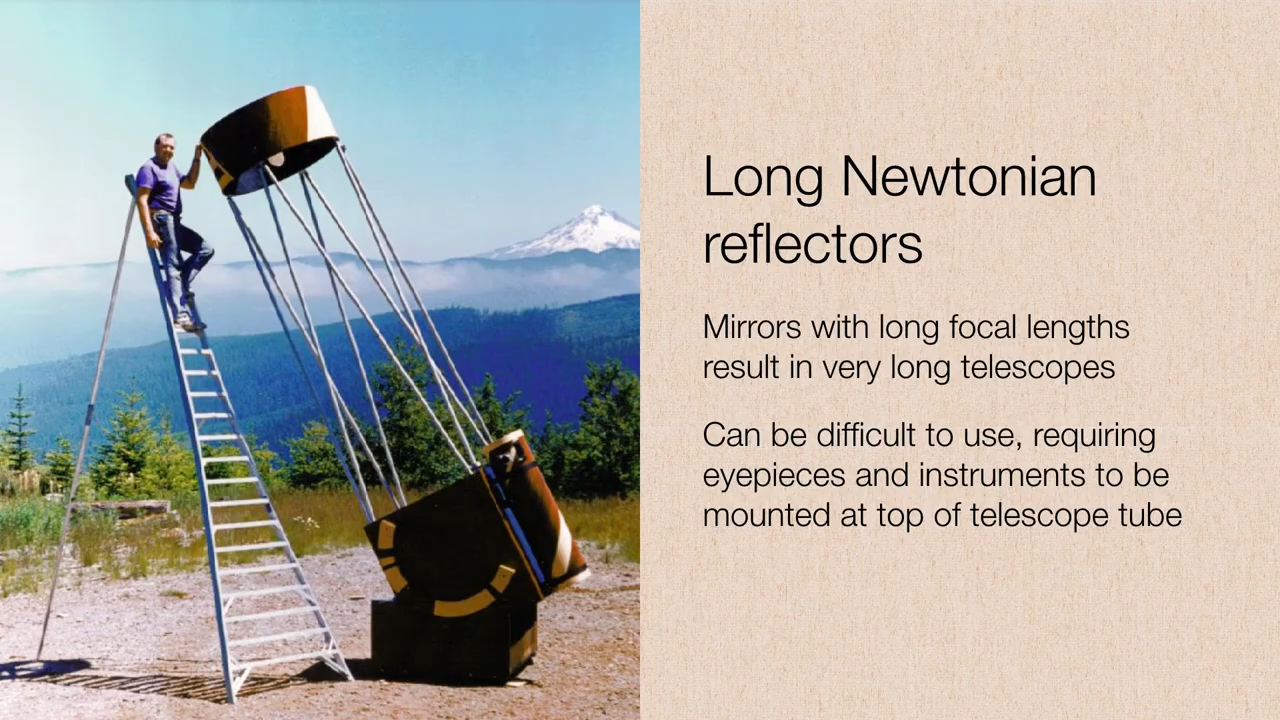 Long Newtonian
reflectors
Mirrors with long focal lengths
result in very long telescopes
Can be difficult to use, requiring
eyepieces and instruments to be
mounted at top of telescope tube